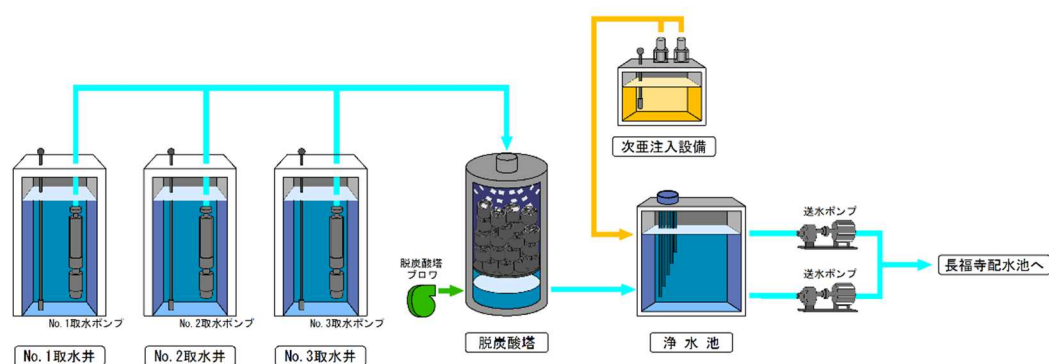 次亜注入設備
送水ポンプ
長福寺配水池へ
脱炭酸塔
ブロワ
送水ポンプ
No.1取水ポンプ
No.2取水ポンプ
No.3取水ポンプ
No.1取水井
No.2取水井
No.3取水井
脱炭酸塔
浄水池